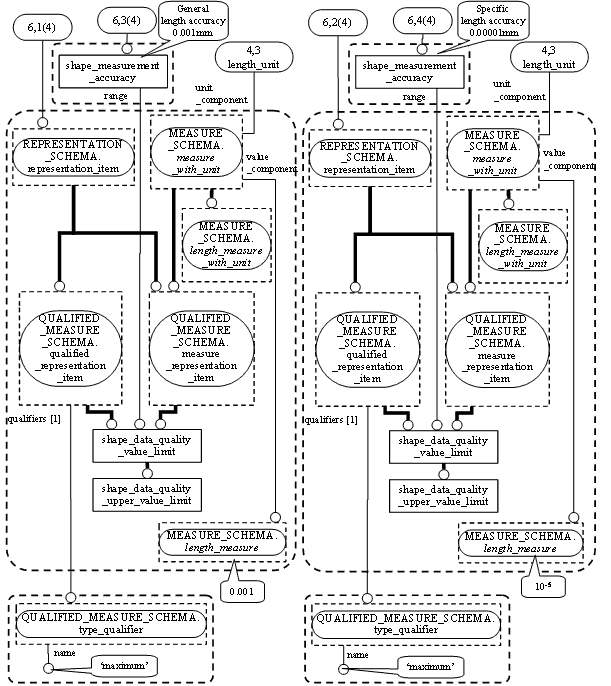 6,1(4)
6,3(4)
General
length accuracy
0.001mm
4,3
length_unit
shape_measurement
_accuracy
range
unit
_component
REPRESENTATION
_SCHEMA.
representation_item
MEASURE
_SCHEMA.
measure
_with_unit
value
_component
MEASURE
_SCHEMA.
length_measure
_with_unit
QUALIFIED
_MEASURE
_SCHEMA.
qualified
_representation
_item
QUALIFIED
_MEASURE
_SCHEMA.
measure
_representation
_item
qualifiers [1]
shape_data_quality
_value_limit
shape_data_quality
_upper_value_limit
MEASURE_SCHEMA.
length_measure
0.001
QUALIFIED_MEASURE_SCHEMA.
type_qualifier
name
'maximum'
6,2(4)
6,4(4)
Specific
length accuracy
0.00001mm
4,3
length_unit
shape_measurement
_accuracy
range
unit
_component
REPRESENTATION
_SCHEMA.
representation_item
MEASURE
_SCHEMA.
measure
_with_unit
value
_component
MEASURE
_SCHEMA.
length_measure
_with_unit
QUALIFIED
_MEASURE
_SCHEMA.
qualified
_representation
_item
QUALIFIED
_MEASURE
_SCHEMA.
measure
_representation
_item
qualifiers [1]
shape_data_quality
_value_limit
shape_data_quality
_upper_value_limit
MEASURE_SCHEMA.
length_measure
10⁻⁵
QUALIFIED_MEASURE_SCHEMA.
type_qualifier
name
'maximum'